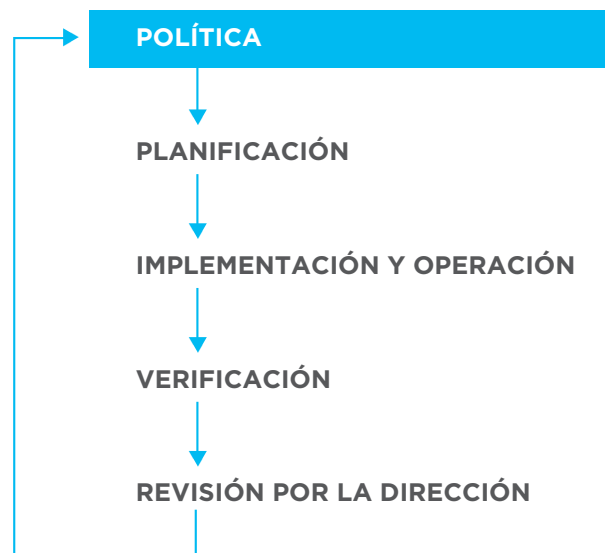 POLÍTICA
PLANIFICACIÓN
IMPLEMENTACIÓN Y OPERACIÓN
VERIFICACIÓN
REVISIÓN POR LA DIRECCIÓN